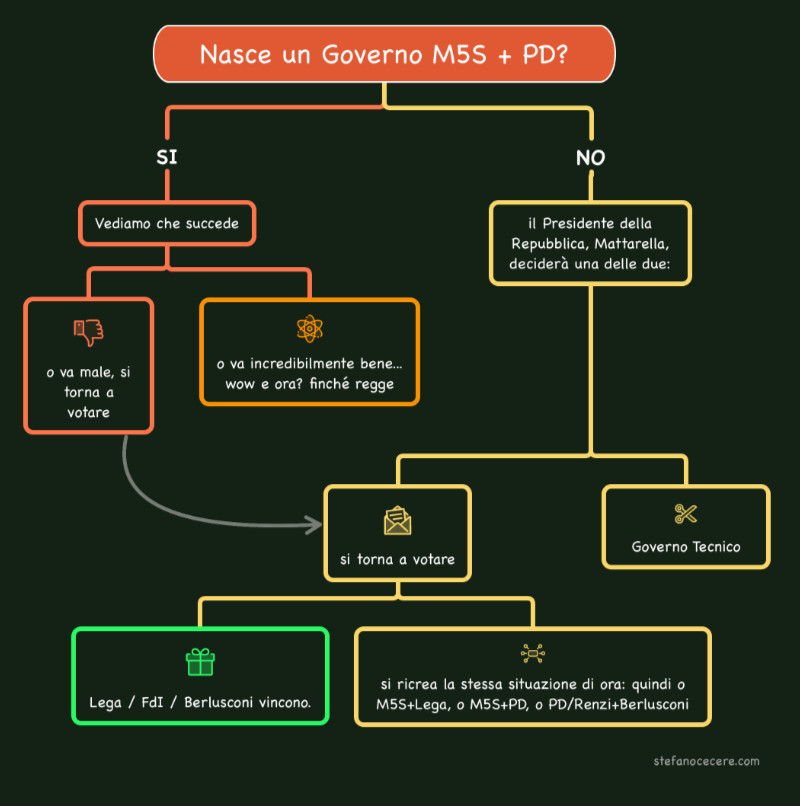 Nasce un Governo M5S + PD?
SI
NO
Vediamo che succede
il Presidente della
Repubblica, Mattarella,
deciderà una delle due:
o va male, si
torna a
votare
o va incredibilmente bene...
wow e ora? finché regge
si torna a votare
Governo Tecnico
Lega / FdI / Berlusconi vincono.
si ricrea la stessa situazione di ora: quindi o
M5S+Lega, o M5S+PD, o PD/Renzi+Berlusconi
stefanocecere.com